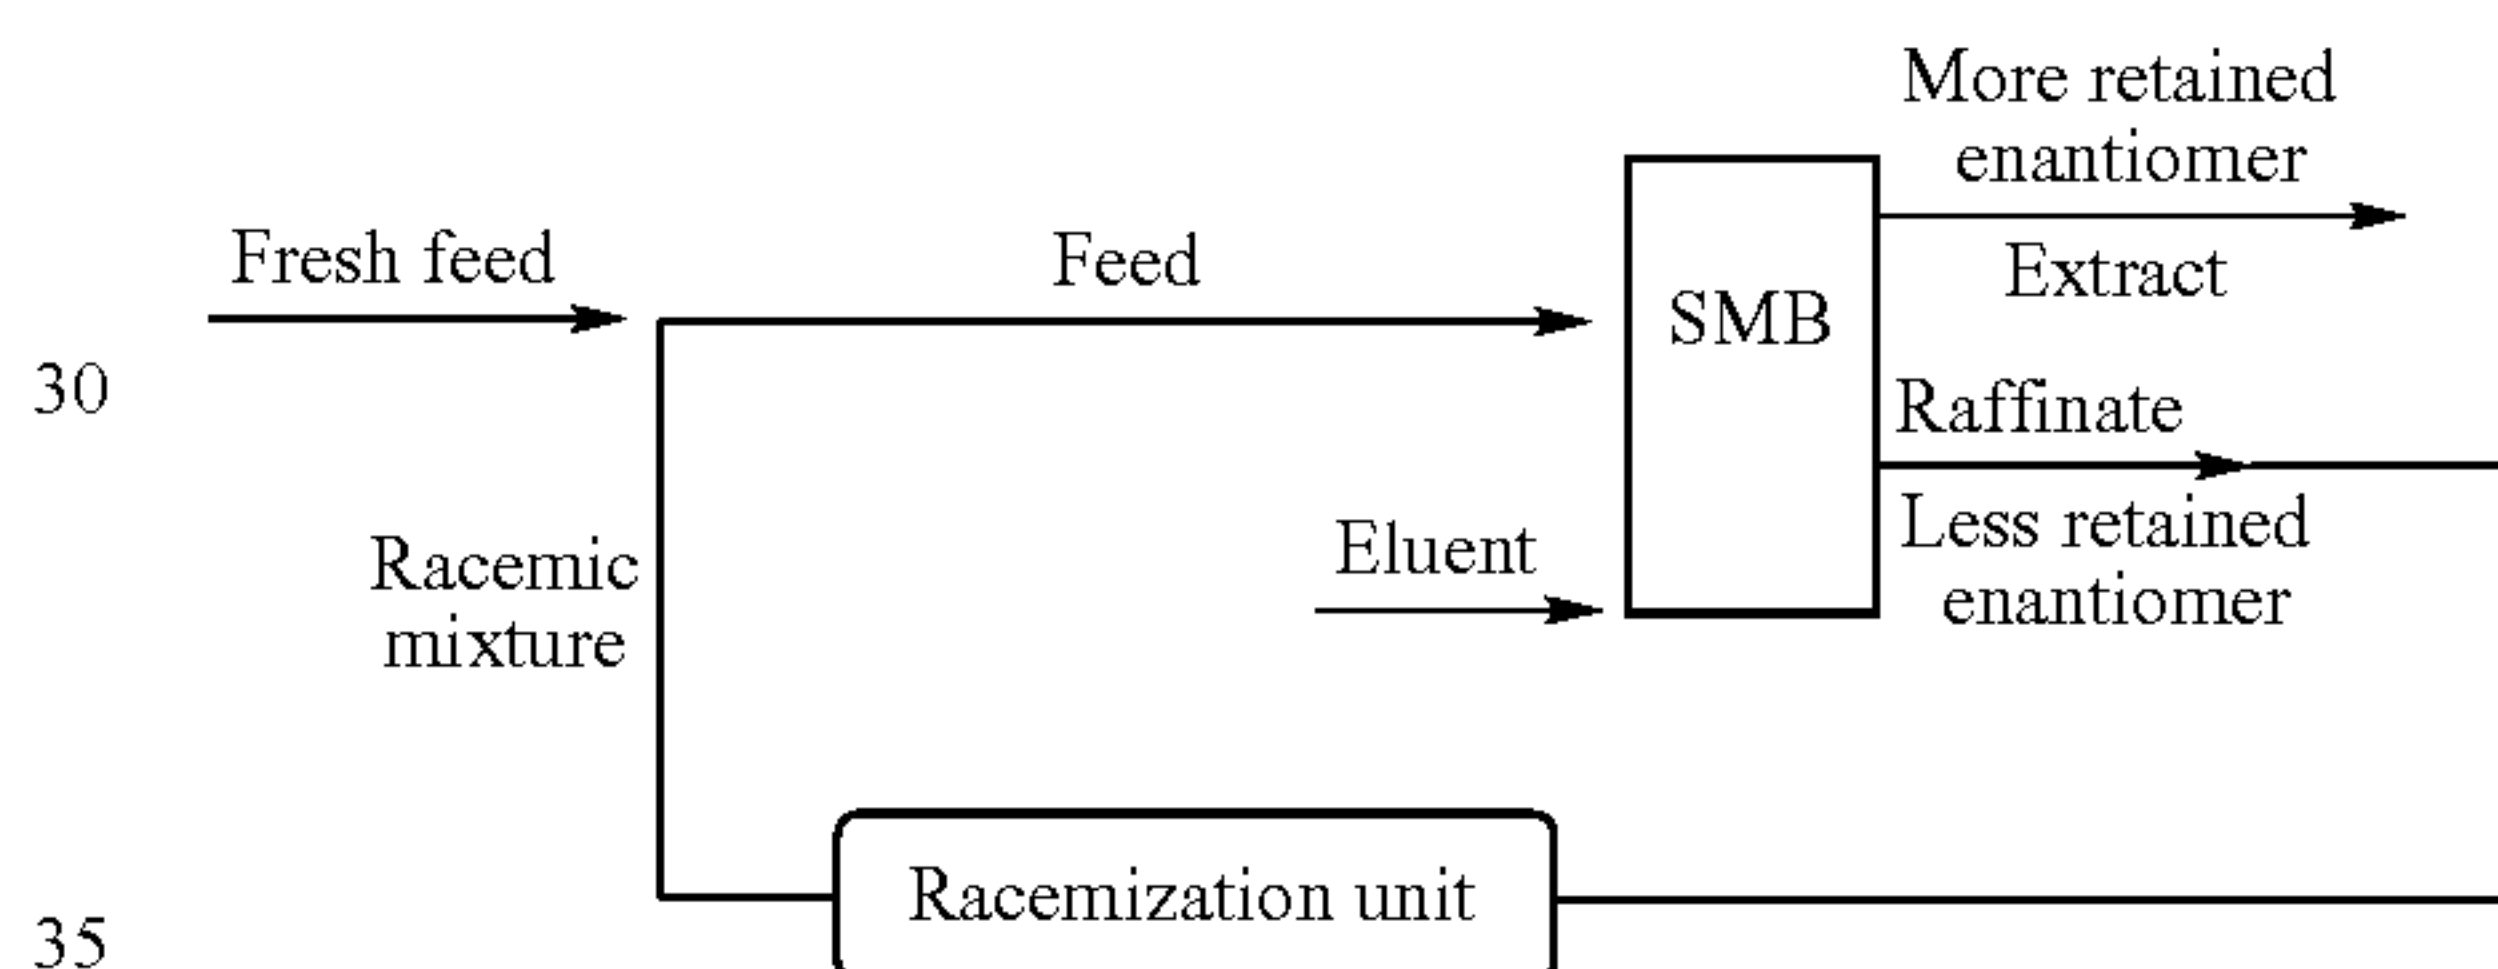 More retained
enantiomer
Fresh feed
Feed
Extract
SMB
30
Raffinate
Eluent
Less retained
enantiomer
Racemic
mixture
Racemization unit
35